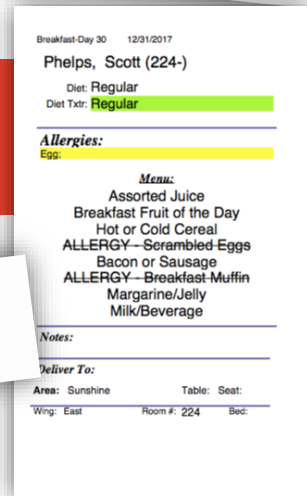 Breakfast-Day 30 12/31/2017
Phelps, Scott (224-)
Diet: Regular
Diet Txtr: Regular
Allergies:
Egg;
Menu:
Assorted Juice
Breakfast Fruit of the Day
Hot or Cold Cereal
ALLERGY - Scrambled Eggs
Bacon or Sausage
ALLERGY - Breakfast Muffin
Margarine/Jelly
Milk/Beverage
Notes:
Deliver To:
Area: Sunshine Table: Seat:
Wing: East Room #: 224 Bed: